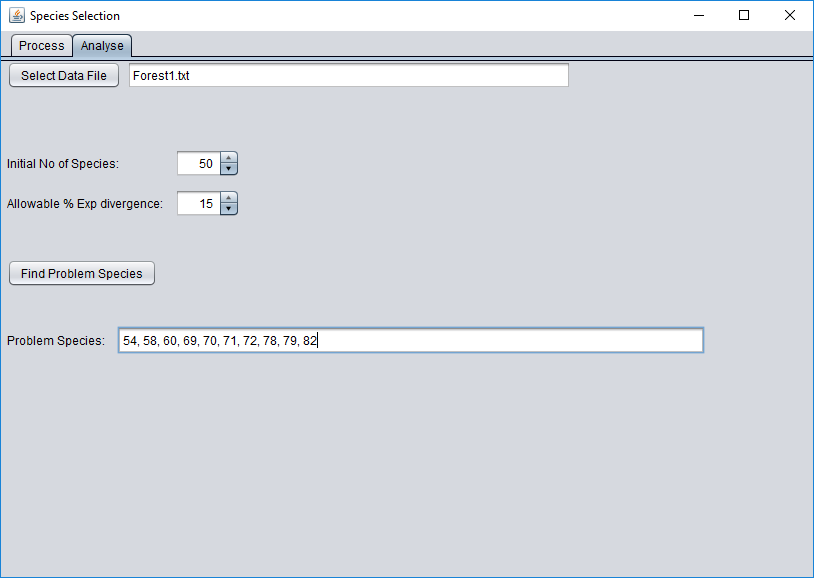 Species Selection
Process Analyse
Select Data File Forest1.txt
Initial No of Species: 50
Allowable % Exp divergence: 15
Find Problem Species
Problem Species: 54, 58, 60, 69, 70, 71, 72, 78, 79, 82